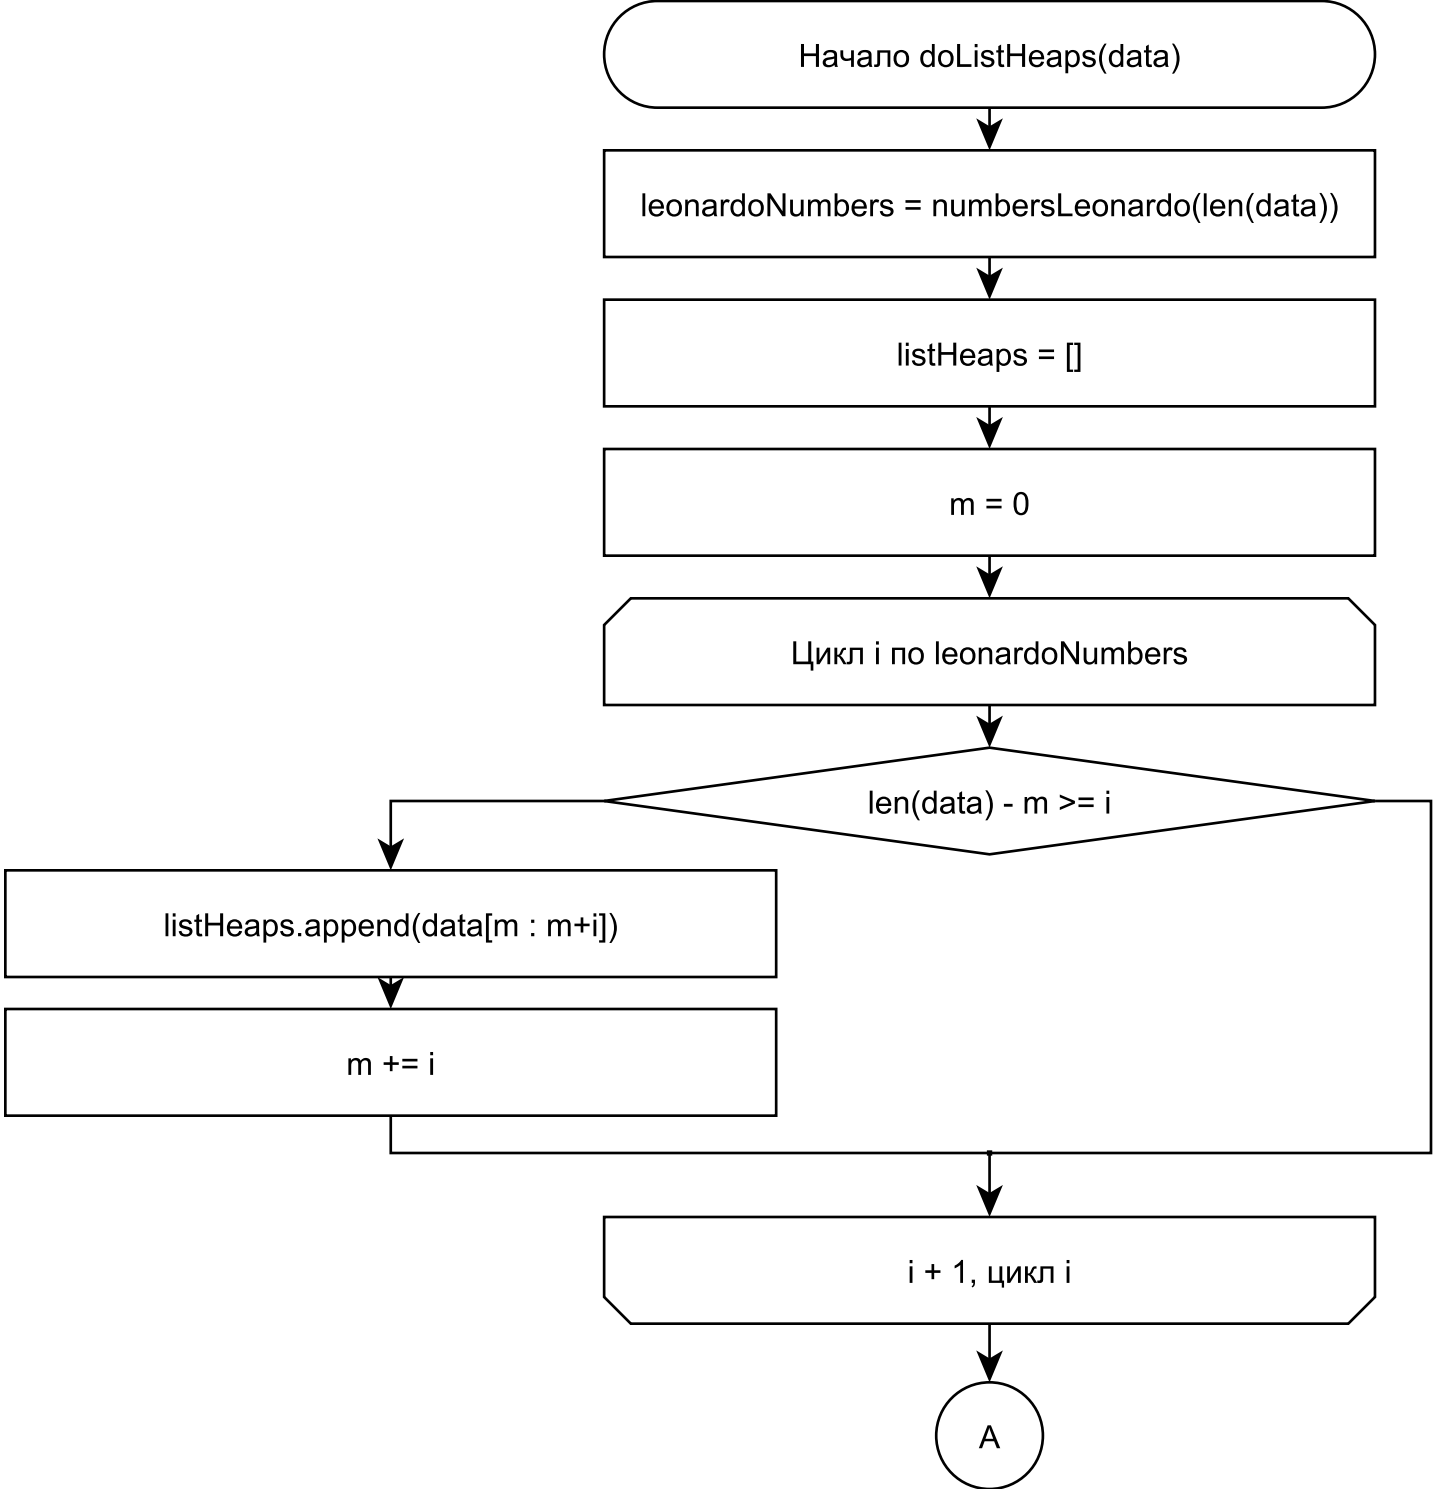 Начало doListHeaps(data)
leonardoNumbers = numbersLeonardo(len(data))
listHeaps = []
m = 0
Цикл i по leonardoNumbers
len(data) - m >= i
listHeaps.append(data[m : m+i])
m += i
i + 1, цикл i
А